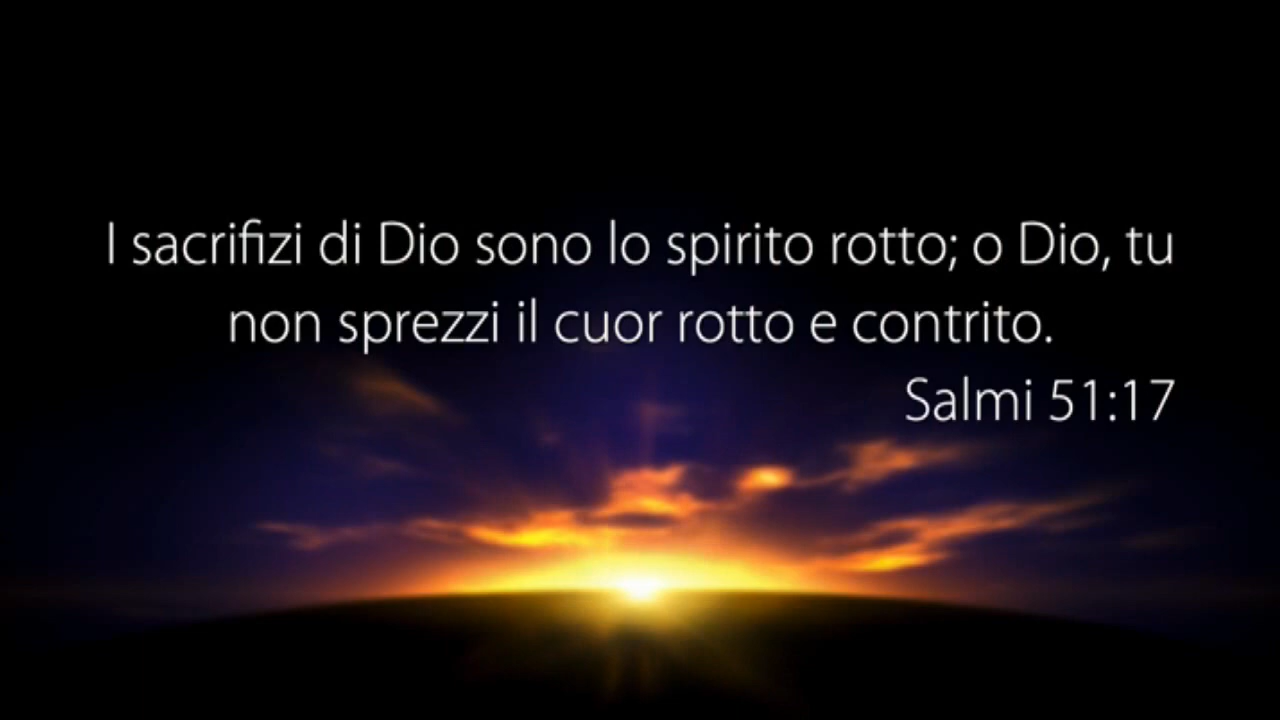 I sacrifizi di Dio sono lo spirito rotto; o Dio, tu
non sprezzi il cuor rotto e contrito.
Salmi 51:17